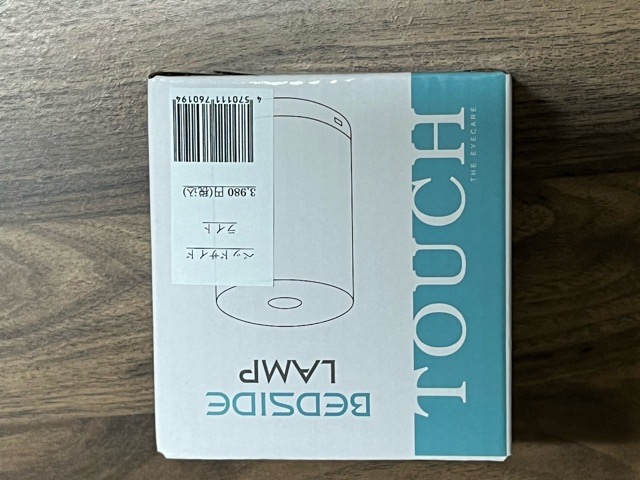 BEDSIDE
LAMP
ベッドサイド
ライト
3,980 円(税込)
4 570111 760194
TOUCH
THE EYECARE